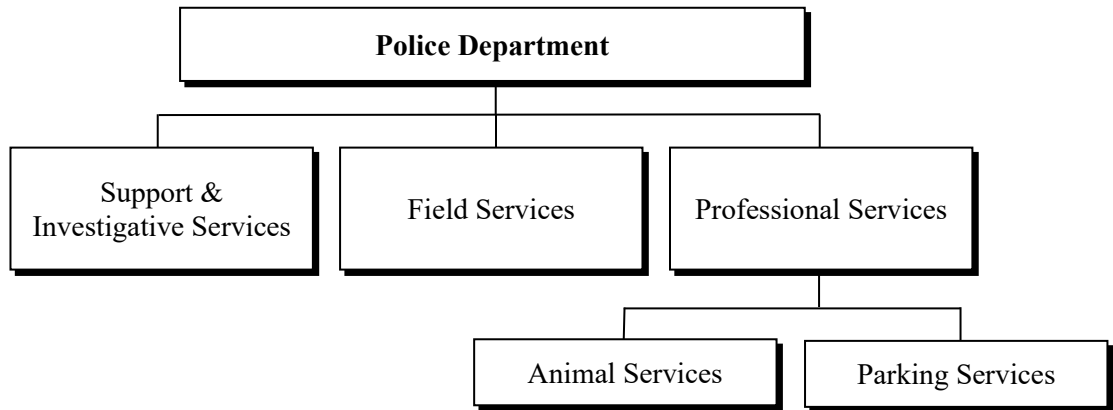 Police Department
Support &
Investigative Services
Field Services
Professional Services
Animal Services
Parking Services